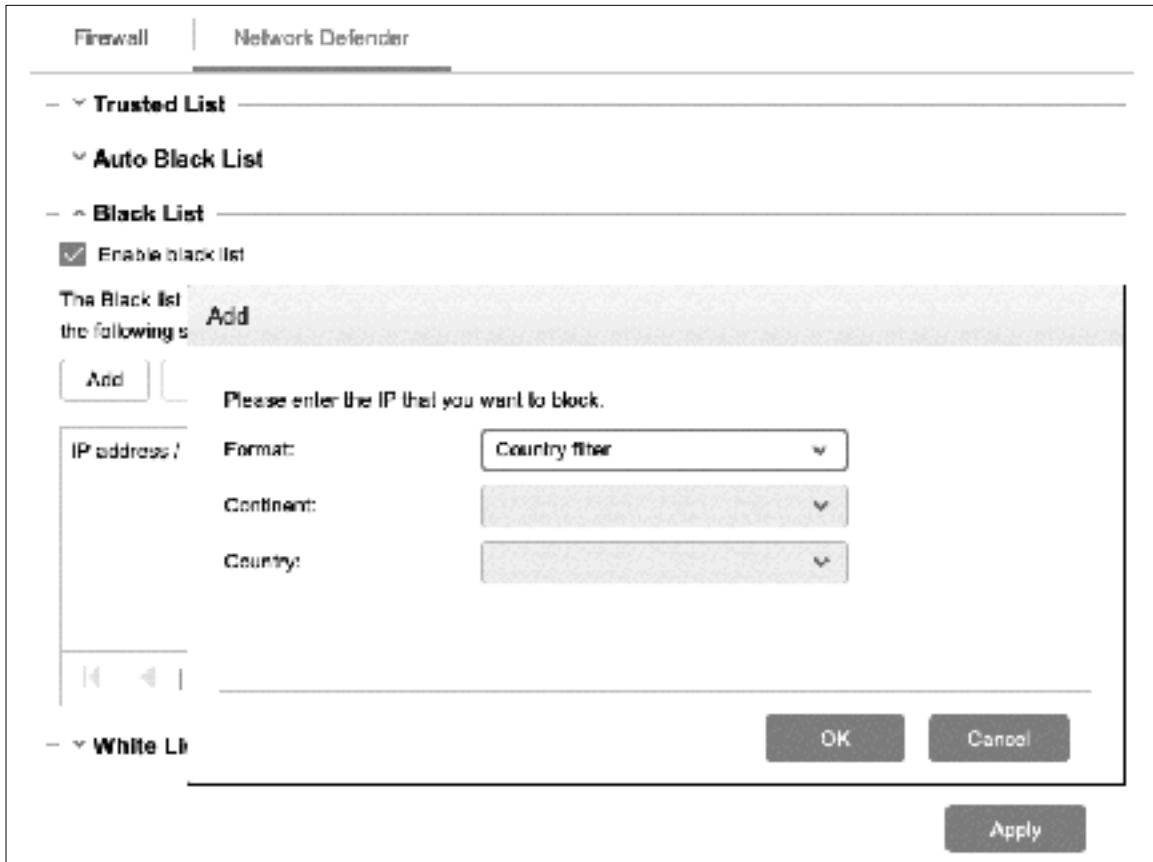 Firewall
Network Defender
Trusted List
Auto Black List
Black List
Enable black list
The Black list
the following s
Add
Add
Please enter the IP that you want to block.
IP address /
Format:
Country filter
Continent:
Country:
OK
Cancel
White Li
Apply